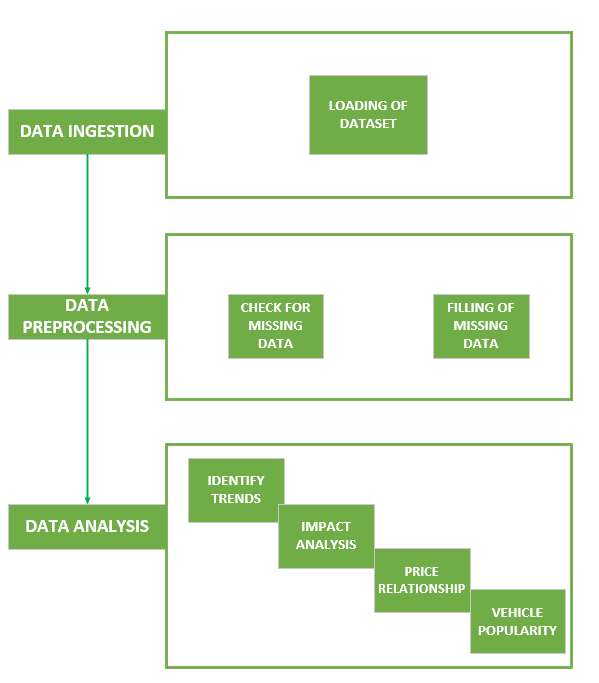 LOADING OF
DATASET
DATA INGESTION
DATA
PREPROCESSING
CHECK FOR
MISSING
DATA
FILLING OF
MISSING
DATA
DATA ANALYSIS
IDENTIFY
TRENDS
IMPACT
ANALYSIS
PRICE
RELATIONSHIP
VEHICLE
POPULARITY